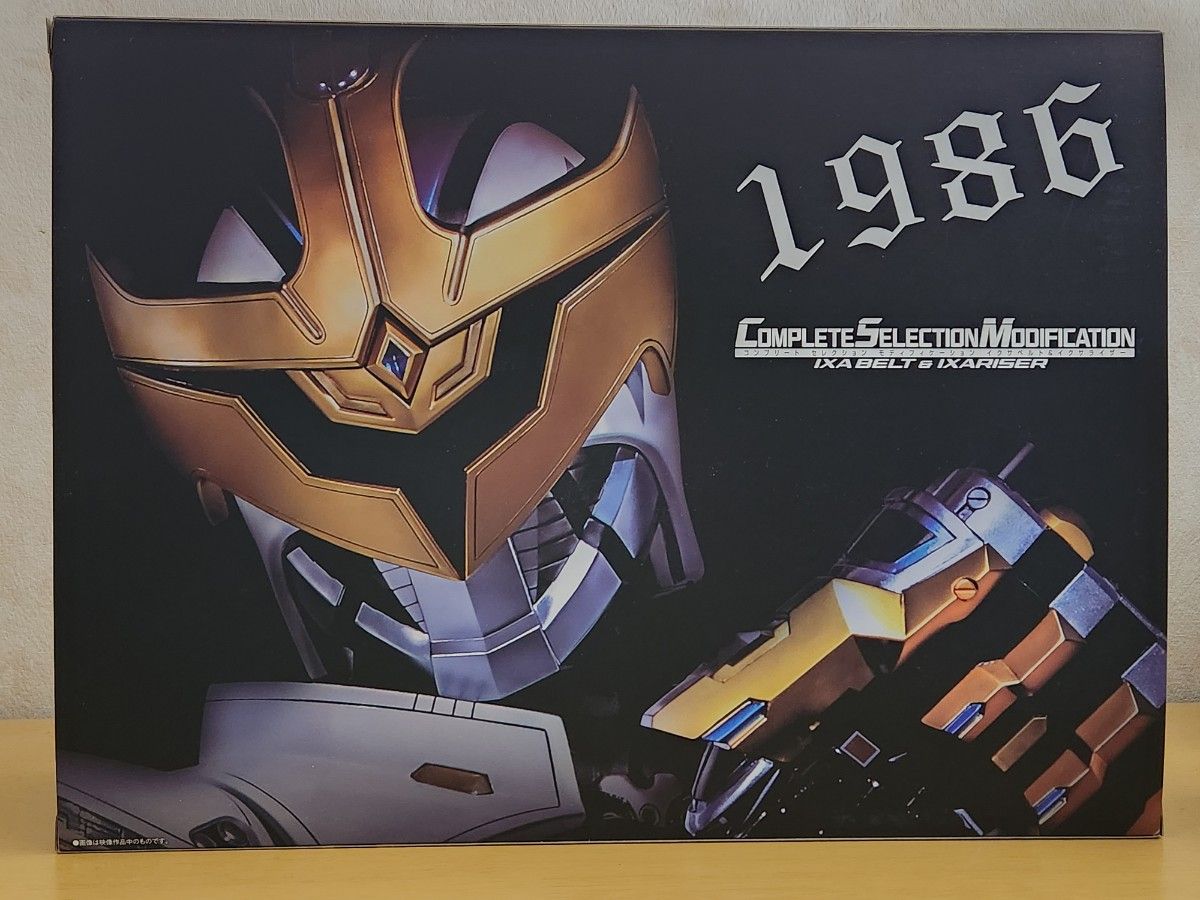 1986
COMPLETE SELECTION MODIFICATION
コンプリート セレクション モディフィケーション イクサベルト&イクサライザー
IXA BELT & IXARISER
●画像は映像作品中のものです。